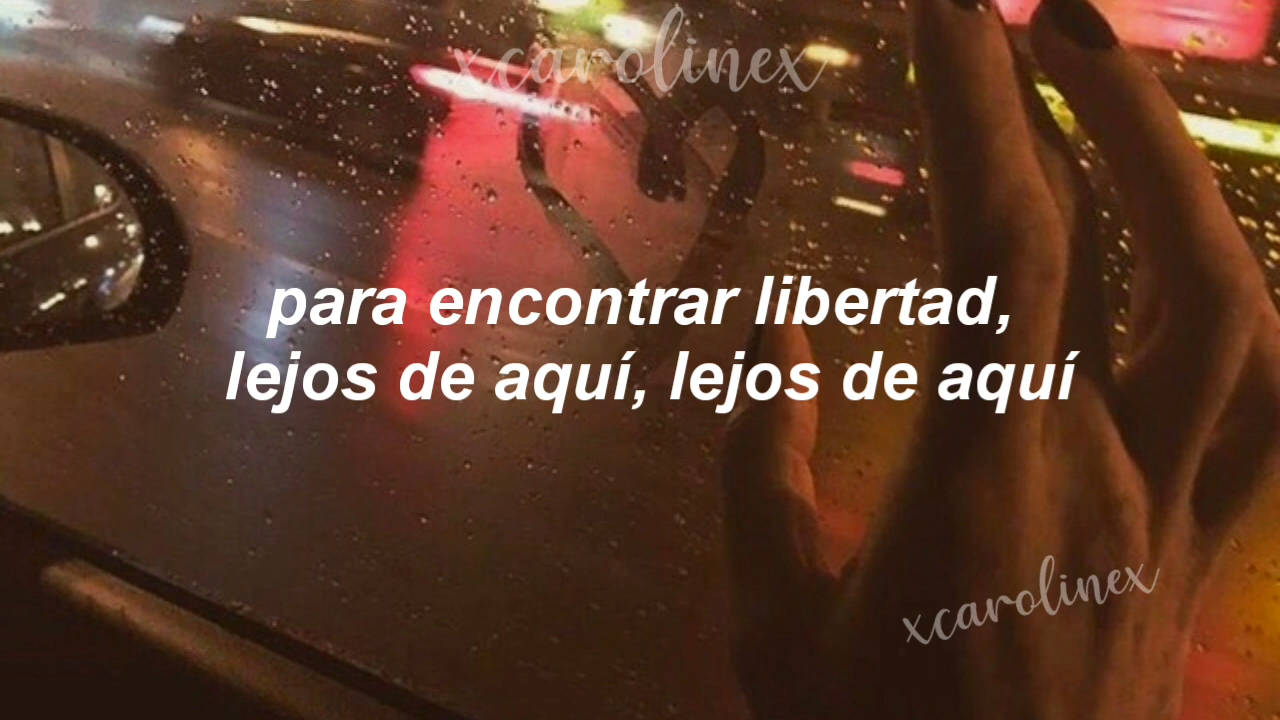 xcarolinex
para encontrar libertad,
lejos de aquí, lejos de aquí
xcarolinex